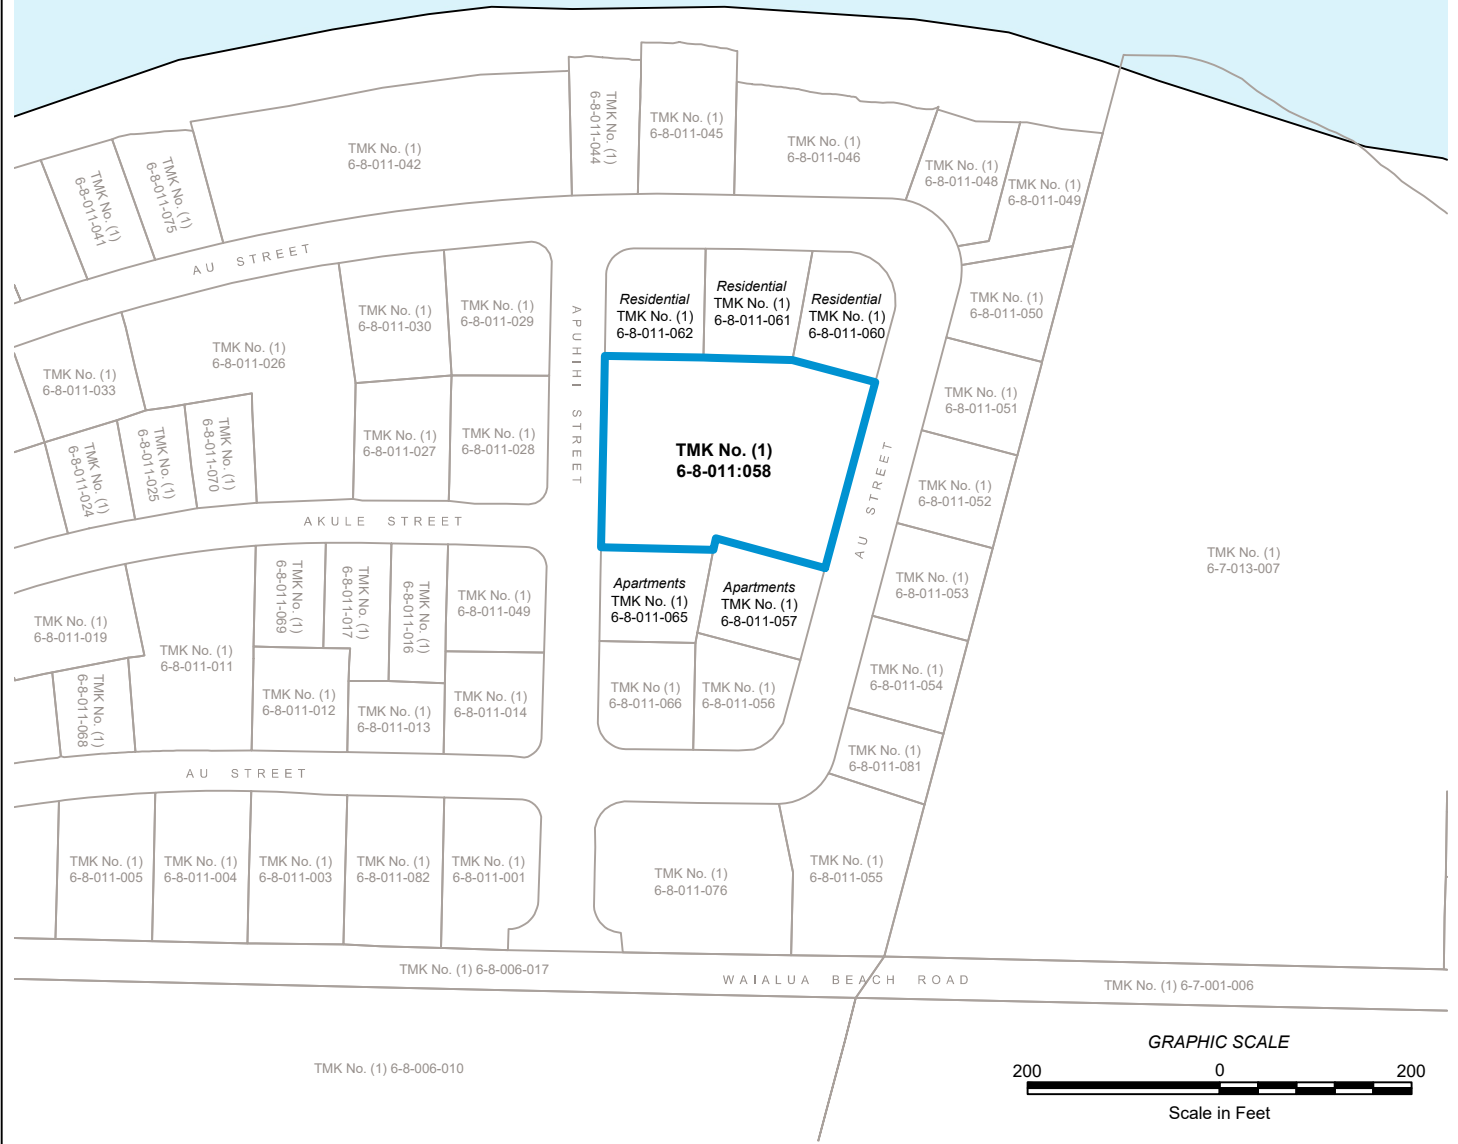 TMK No. (1)
6-8-011-044
TMK No. (1)
6-8-011-045
TMK No. (1)
6-8-011-042
TMK No. (1)
6-8-011-046
TMK No. (1)
6-8-011-048
TMK No. (1)
6-8-011-049
TMK No. (1)
6-8-011-041
TMK No. (1)
6-8-011-075
AU STREET
TMK No. (1)
6-8-011-030
TMK No. (1)
6-8-011-029
APUHIHI STREET
Residential
TMK No. (1)
6-8-011-062
Residential
TMK No. (1)
6-8-011-061
Residential
TMK No. (1)
6-8-011-060
TMK No. (1)
6-8-011-050
TMK No. (1)
6-8-011-033
TMK No. (1)
6-8-011-026
TMK No. (1)
6-8-011-051
TMK No. (1)
6-8-011-024
TMK No. (1)
6-8-011-025
TMK No. (1)
6-8-011-070
TMK No. (1)
6-8-011-027
TMK No. (1)
6-8-011-028
TMK No. (1)
6-8-011:058
AU STREET
TMK No. (1)
6-8-011-052
AKULE STREET
TMK No. (1)
6-7-013-007
TMK No. (1)
6-8-011-069
TMK No. (1)
6-8-011-017
TMK No. (1)
6-8-011-016
TMK No. (1)
6-8-011-049
Apartments
TMK No. (1)
6-8-011-065
Apartments
TMK No. (1)
6-8-011-057
TMK No. (1)
6-8-011-053
TMK No. (1)
6-8-011-019
TMK No. (1)
6-8-011-011
TMK No. (1)
6-8-011-068
TMK No. (1)
6-8-011-012
TMK No. (1)
6-8-011-013
TMK No. (1)
6-8-011-014
TMK No (1)
6-8-011-066
TMK No. (1)
6-8-011-056
TMK No. (1)
6-8-011-054
TMK No. (1)
6-8-011-081
AU STREET
TMK No. (1)
6-8-011-005
TMK No. (1)
6-8-011-004
TMK No. (1)
6-8-011-003
TMK No. (1)
6-8-011-082
TMK No. (1)
6-8-011-001
TMK No. (1)
6-8-011-076
TMK No. (1)
6-8-011-055
TMK No. (1) 6-8-006-017
WAIALUA BEACH ROAD
TMK No. (1) 6-7-001-006
TMK No. (1) 6-8-006-010
GRAPHIC SCALE
200 0 200
Scale in Feet